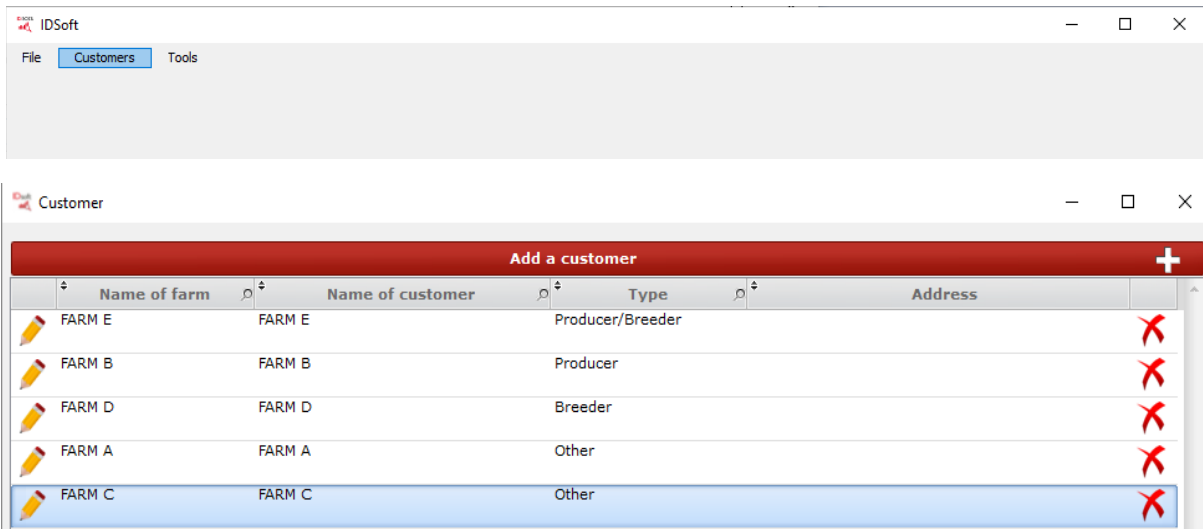 IDSoft
File Customers Tools
Customer
Add a customer
Name of farm Name of customer Type Address
FARM E FARM E Producer/Breeder
FARM B FARM B Producer
FARM D FARM D Breeder
FARM A FARM A Other
FARM C FARM C Other